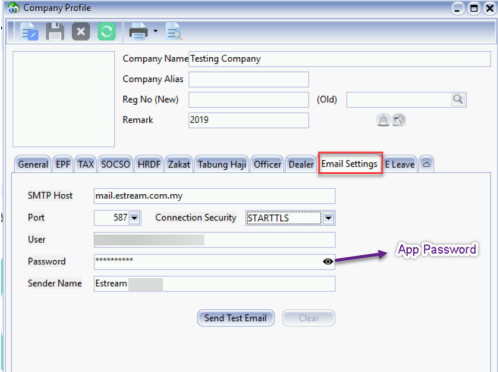 Company Profile
Company Name Testing Company
Company Alias
Reg No (New) (Old)
Remark 2019
General EPF TAX SOCSO HRDF Zakat Tabung Haji Officer Dealer Email Settings E Leave
SMTP Host mail.estream.com.my
Port 587 Connection Security STARTTLS
User
Password **********
App Password
Sender Name Estream
Send Test Email Clear